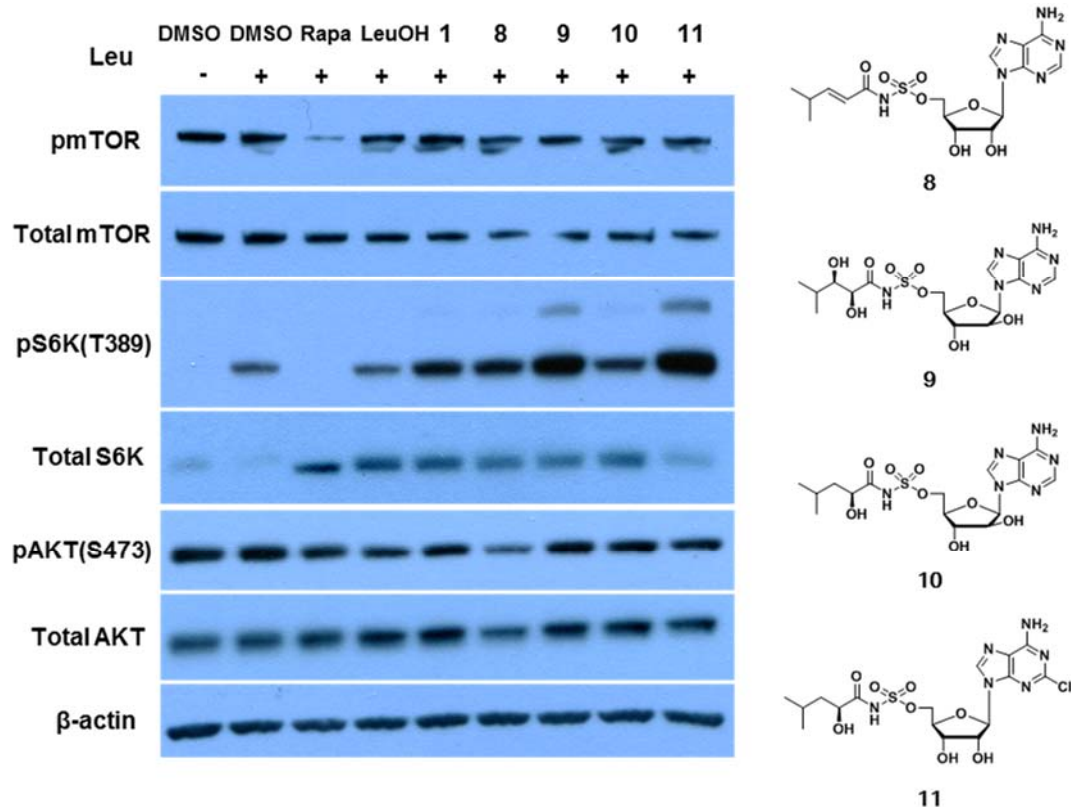 DMSO DMSO Rapa LeuOH 1 8 9 10 11
Leu - + + + + + + + +
pmTOR
Total mTOR
pS6K(T389)
Total S6K
pAKT(S473)
Total AKT
β-actin
NH2
N N
N N
O O O
S
N O O
H
OH OH
8
NH2
N N
N N
OH O O O
S
N O O
H
OH OH
OH
9
NH2
N N
N N
O O O
S
N O O
H
OH OH
OH
10
NH2
N N
N N Cl
O O O
S
N O O
H
OH
OH OH
11